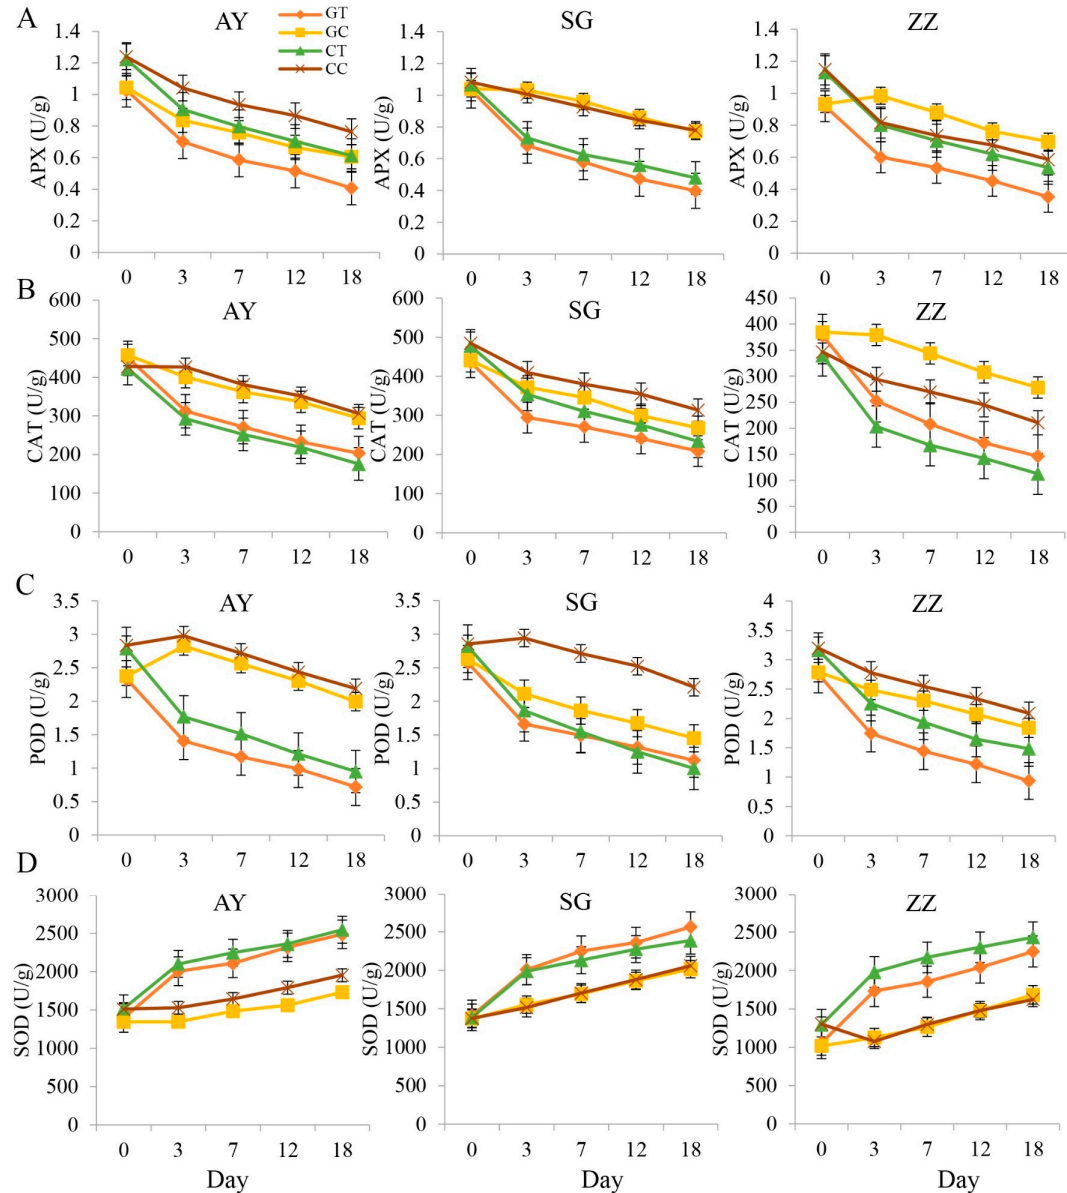 A
AY
GT
GC
CT
CC
SG
ZZ
APX (U/g)
1.4
1.2
1
0.8
0.6
0.4
0.2
0
0 3 7 12 18
APX (U/g)
1.4
1.2
1
0.8
0.6
0.4
0.2
0
0 3 7 12 18
APX (U/g)
1.4
1.2
1
0.8
0.6
0.4
0.2
0
0 3 7 12 18
B
AY
SG
ZZ
CAT (U/g)
600
500
400
300
200
100
0
0 3 7 12 18
CAT (U/g)
600
500
400
300
200
100
0
0 3 7 12 18
CAT (U/g)
450
400
350
300
250
200
150
100
50
0
0 3 7 12 18
C
AY
SG
ZZ
POD (U/g)
3.5
3
2.5
2
1.5
1
0.5
0
0 3 7 12 18
POD (U/g)
3.5
3
2.5
2
1.5
1
0.5
0
0 3 7 12 18
POD (U/g)
4
3.5
3
2.5
2
1.5
1
0.5
0
0 3 7 12 18
D
AY
SG
ZZ
SOD (U/g)
3000
2500
2000
1500
1000
500
0
0 3 7 12 18
Day
SOD (U/g)
3000
2500
2000
1500
1000
500
0
0 3 7 12 18
Day
SOD (U/g)
3000
2500
2000
1500
1000
500
0
0 3 7 12 18
Day